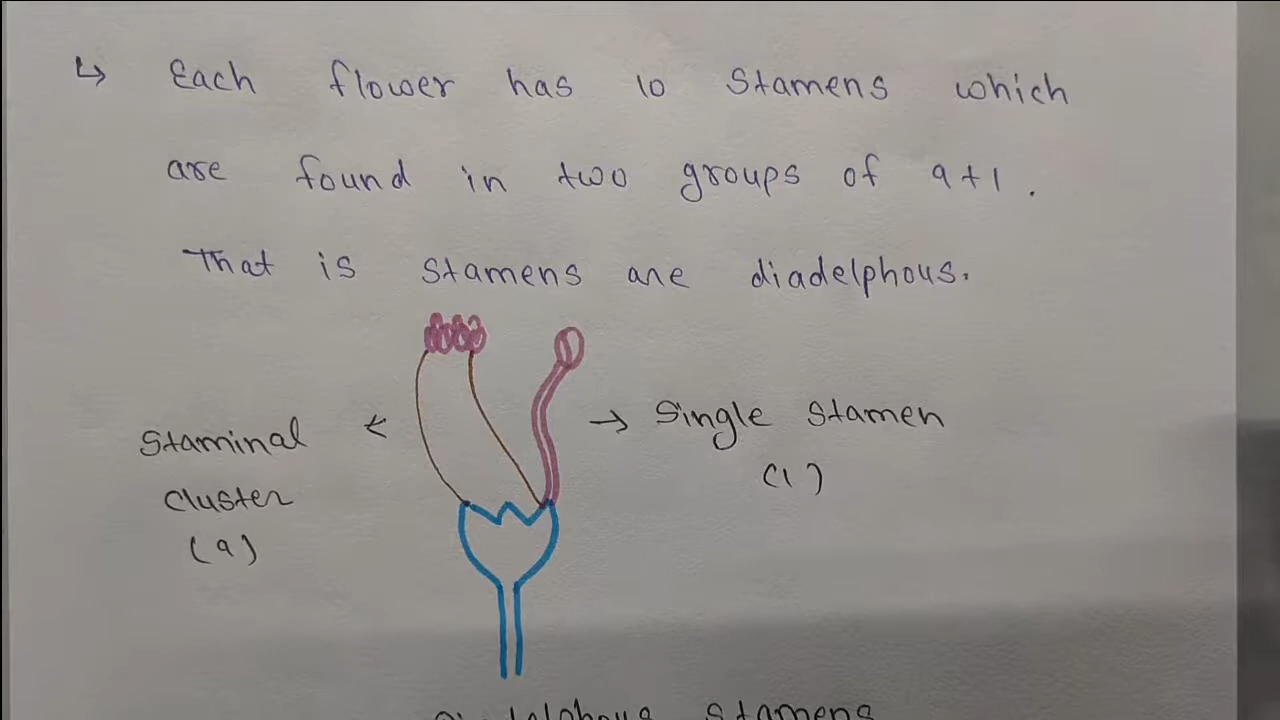 ↳ Each flower has 10 stamens which
are found in two groups of 9+1.
That is stamens are diadelphous.
Staminal ← → Single stamen
cluster (1)
(9)
stamens